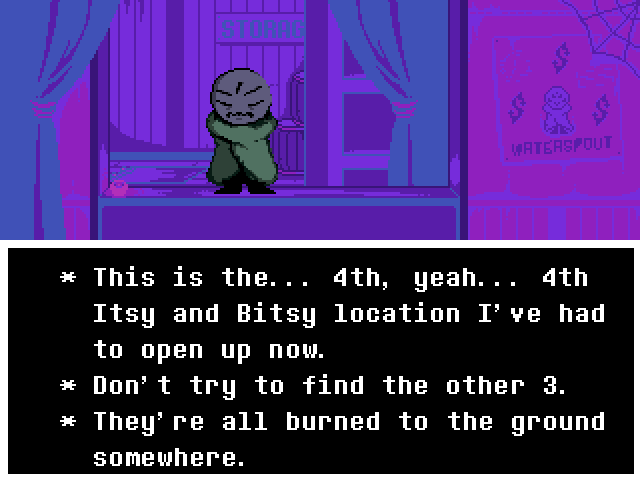 STORAG
$
$ $
WATERSPOUT
* This is the... 4th, yeah... 4th
Itsy and Bitsy location I've had
to open up now.
* Don't try to find the other 3.
* They're all burned to the ground
somewhere.